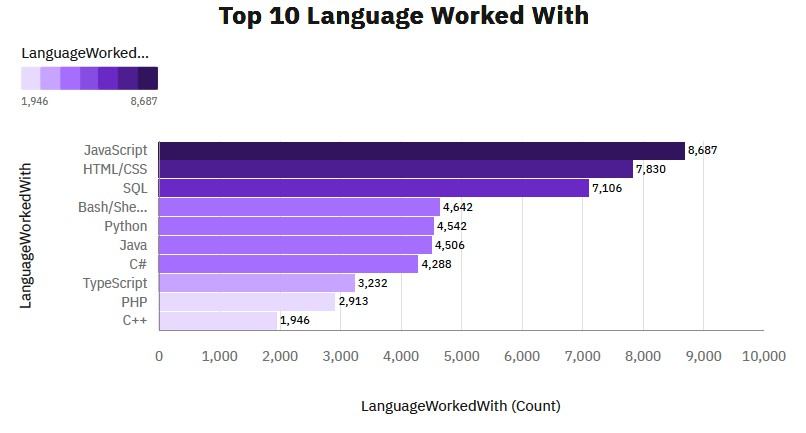 Top 10 Language Worked With
LanguageWorked...
1,946 8,687
LanguageWorkedWith
JavaScript 8,687
HTML/CSS 7,830
SQL 7,106
Bash/She... 4,642
Python 4,542
Java 4,506
C# 4,288
TypeScript 3,232
PHP 2,913
C++ 1,946
0 1,000 2,000 3,000 4,000 5,000 6,000 7,000 8,000 9,000 10,000
LanguageWorkedWith (Count)